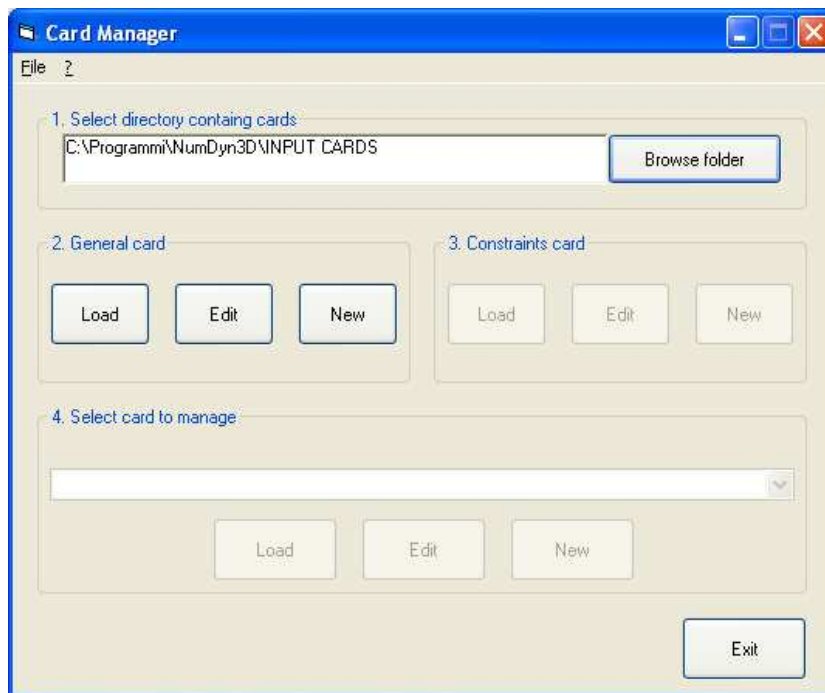 Card Manager
File ?
1. Select directory containg cards
C:\Programmi\NumDyn3D\INPUT CARDS
Browse folder
2. General card
Load Edit New
3. Constraints card
Load Edit New
4. Select card to manage
Load Edit New
Exit